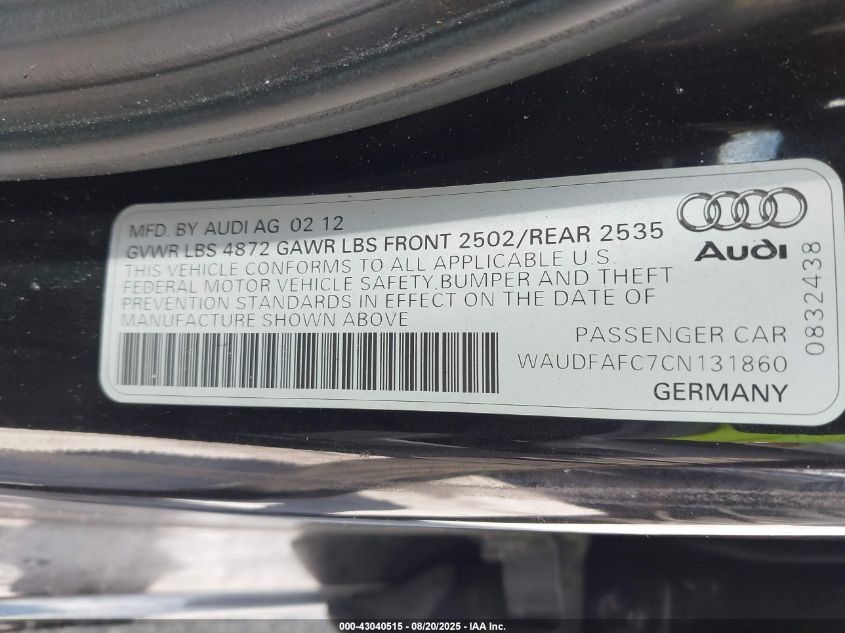 MFD. BY AUDI AG 02 12
GVWR LBS 4872 GAWR LBS FRONT 2502/REAR 2535
THIS VEHICLE CONFORMS TO ALL APPLICABLE U.S.
FEDERAL MOTOR VEHICLE SAFETY,BUMPER AND THEFT
PREVENTION STANDARDS IN EFFECT ON THE DATE OF
MANUFACTURE SHOWN ABOVE
Audi
0832438
PASSENGER CAR
WAUDFAFC7CN131860
GERMANY
000-43040515 - 08/20/2025 - IAA Inc.